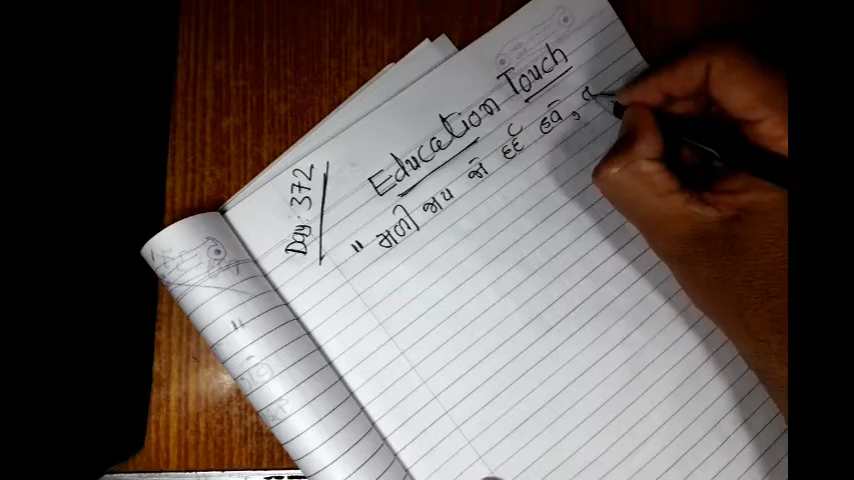 Education Touch
Day: 372
" મળી જાય જો દર્દ હવે,